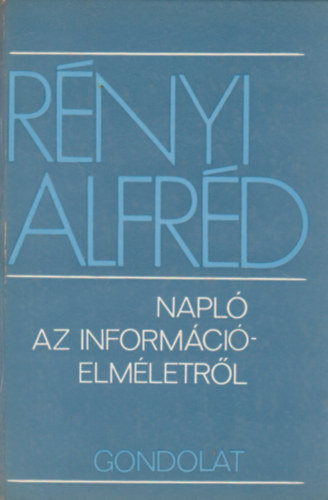 RÉNYI
ALFRÉD
NAPLÓ
AZ INFORMÁCIÓ-
ELMÉLETRŐL
GONDOLAT